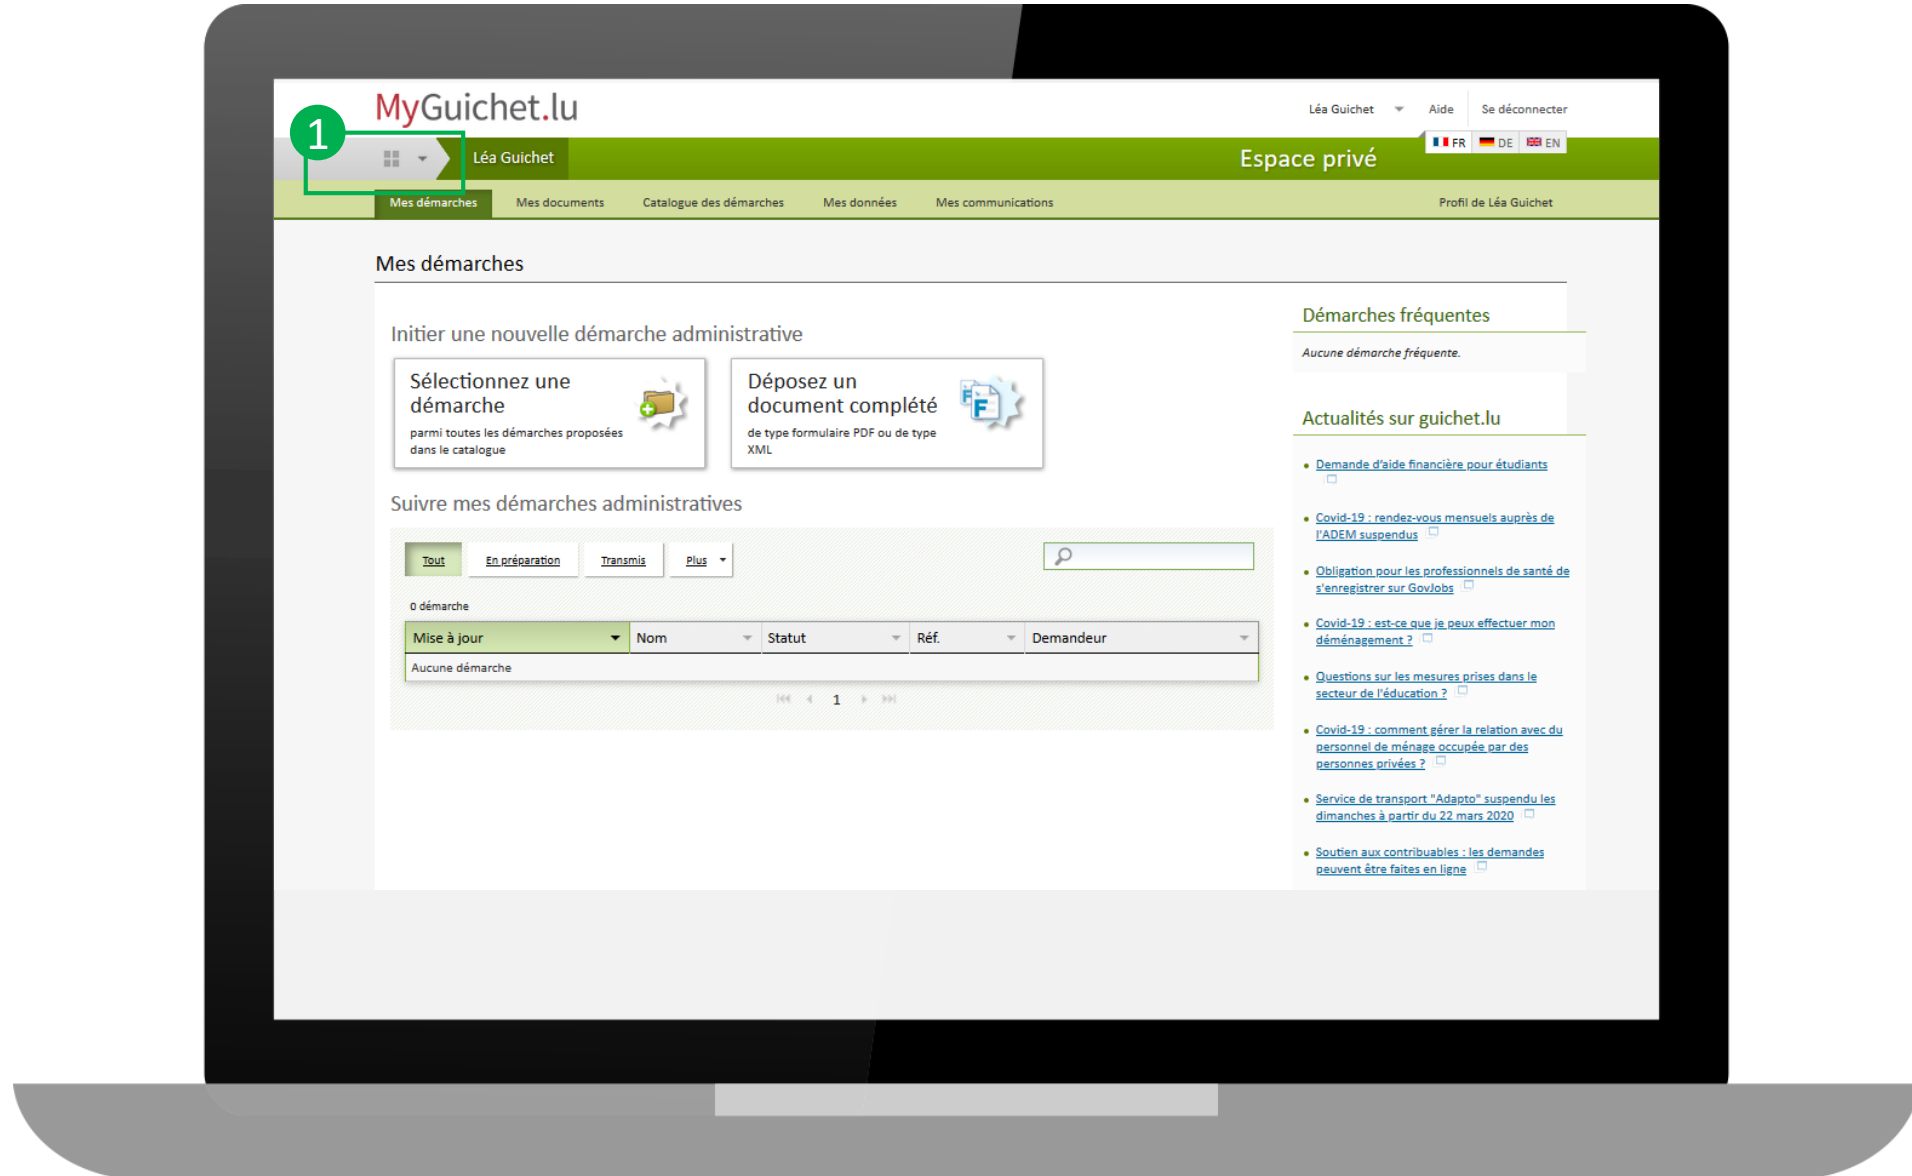 MyGuichet.lu
Léa Guichet
Aide
Se déconnecter
1
Léa Guichet
Espace privé
FR
DE
EN
Mes démarches
Mes documents
Catalogue des démarches
Mes données
Mes communications
Profil de Léa Guichet
Mes démarches
Initier une nouvelle démarche administrative
Sélectionnez une
démarche
parmi toutes les démarches proposées
dans le catalogue
Déposez un
document complété
de type formulaire PDF ou de type
XML
F
F
Suivre mes démarches administratives
Tout
En préparation
Transmis
Plus
0 démarche
Mise à jour
Nom
Statut
Réf.
Demandeur
Aucune démarche
1
Démarches fréquentes
Aucune démarche fréquente.
Actualités sur guichet.lu
Demande d'aide financière pour étudiants
Covid-19 : rendez-vous mensuels auprès de
l'ADEM suspendus
Obligation pour les professionnels de santé de
s'enregistrer sur GovJobs
Covid-19 : est-ce que je peux effectuer mon
déménagement ?
Questions sur les mesures prises dans le
secteur de l'éducation ?
Covid-19 : comment gérer la relation avec du
personnel de ménage occupée par des
personnes privées ?
Service de transport "Adapto" suspendu les
dimanches à partir du 22 mars 2020
Soutien aux contribuables : les demandes
peuvent être faites en ligne